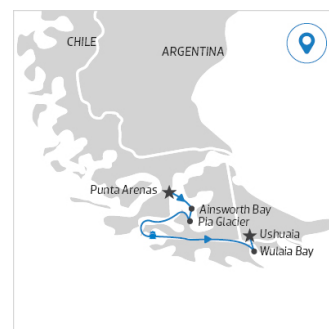 CHILE
ARGENTINA
Punta Arenas
Ainsworth Bay
Pia Glacier
Ushuaia
Wulaia Bay